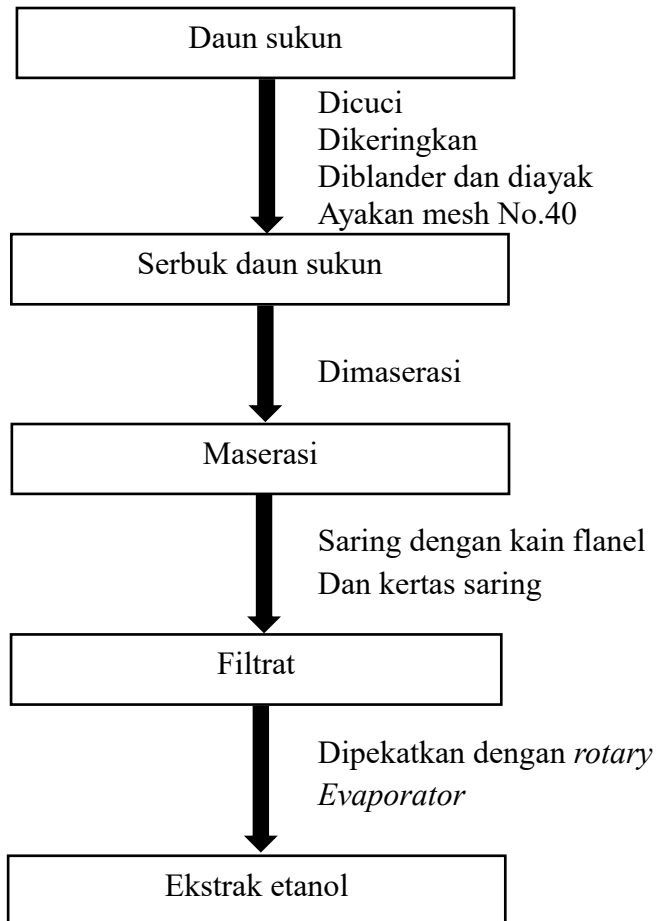 Daun sukun
Dicuci
Dikeringkan
Diblander dan diayak
Ayakan mesh No.40
Serbuk daun sukun
Dimaserasi
Maserasi
Saring dengan kain flanel
Dan kertas saring
Filtrat
Dipekatkan dengan rotary
Evaporator
Ekstrak etanol